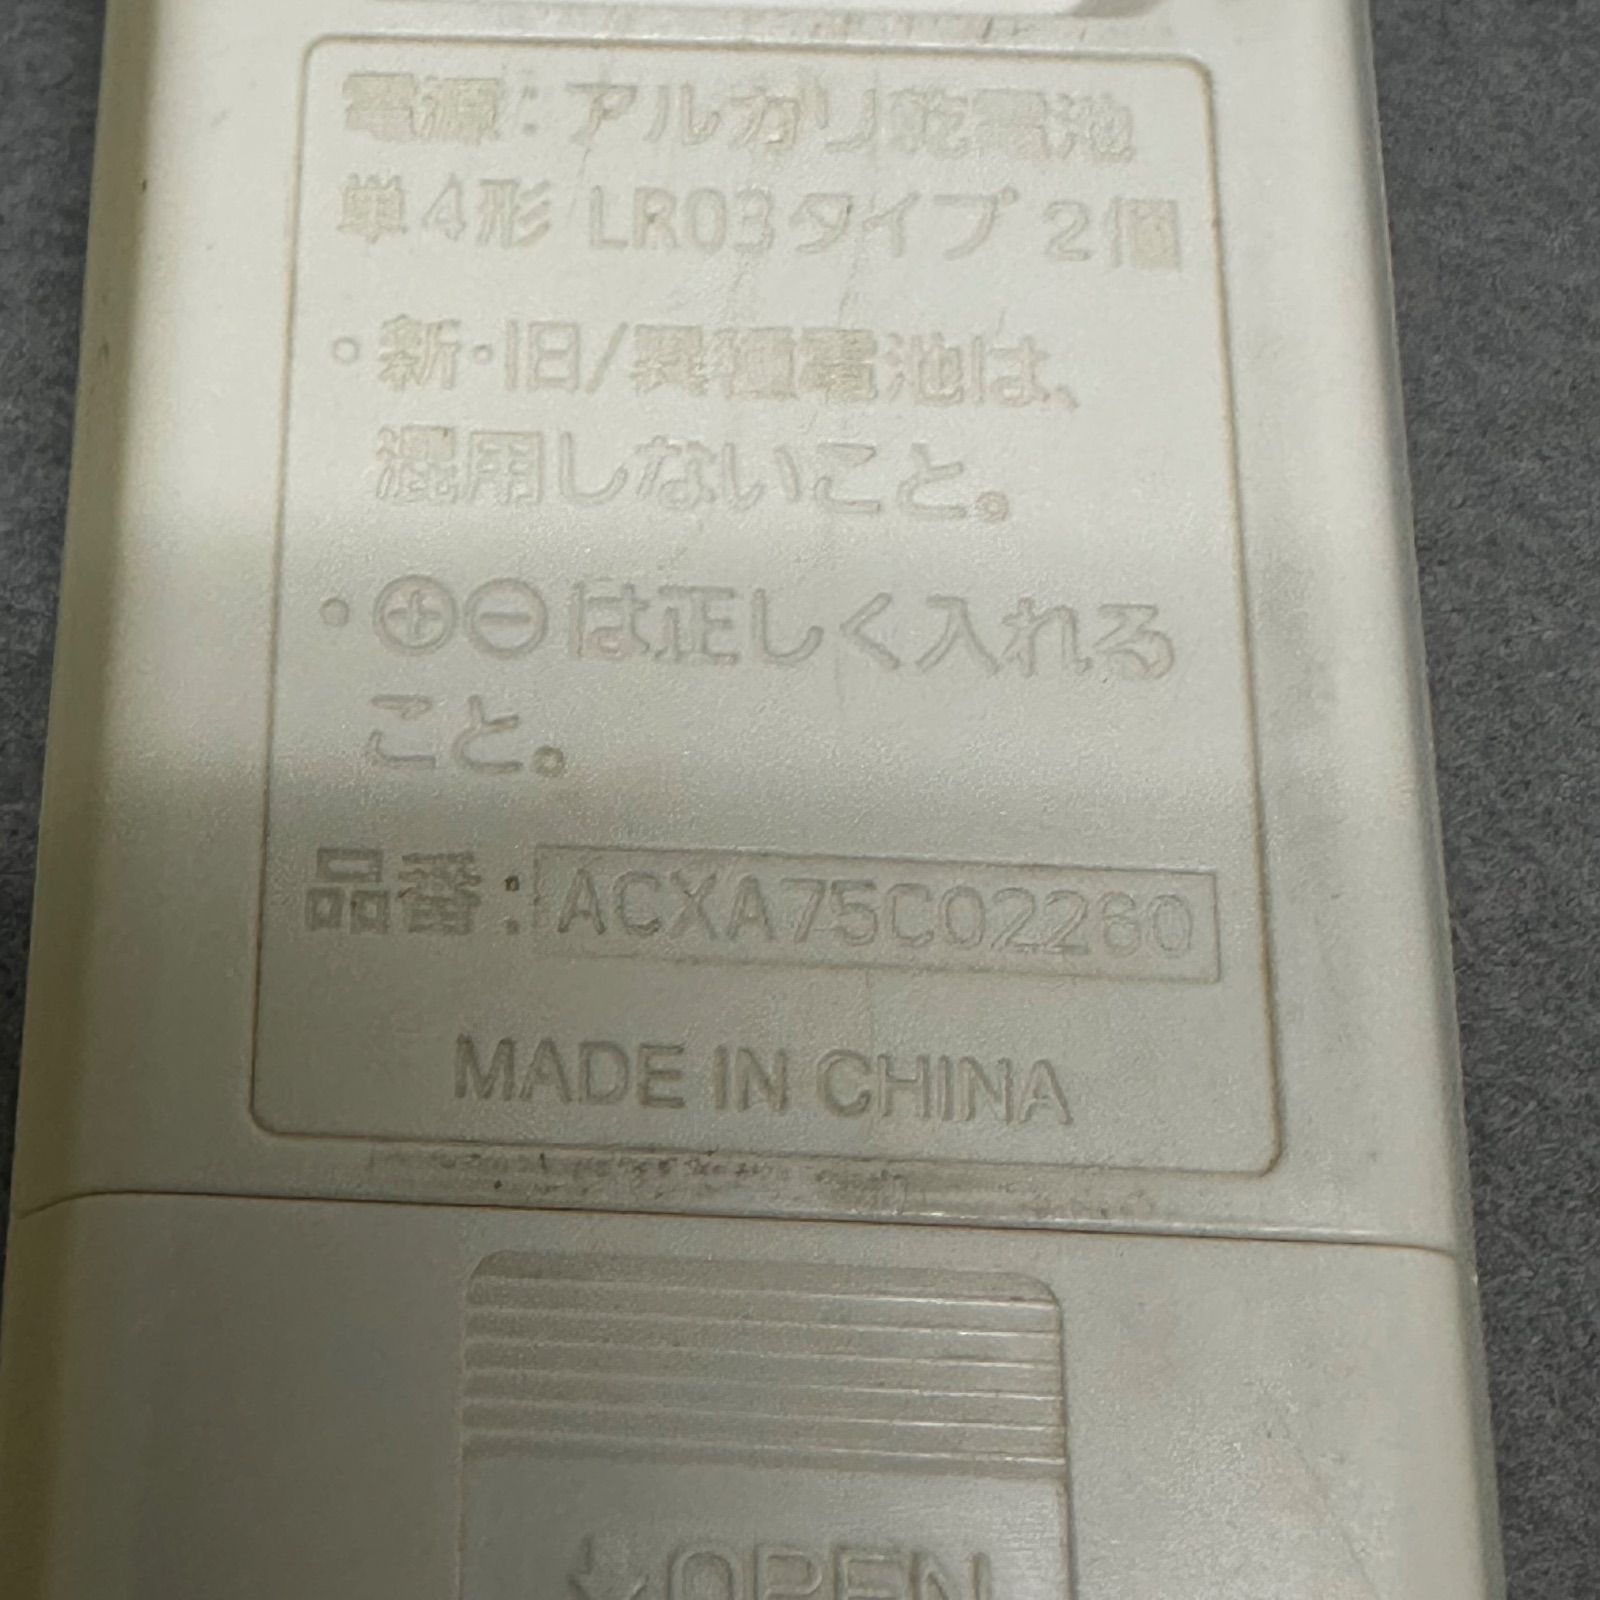 電源：アルカリ乾電池
単4形 LR03タイプ 2個
・新・旧/異種電池は、
混用しないこと。
・⊕⊖は正しく入れる
こと。
品番：ACXA75C02260
MADE IN CHINA
↓OPEN